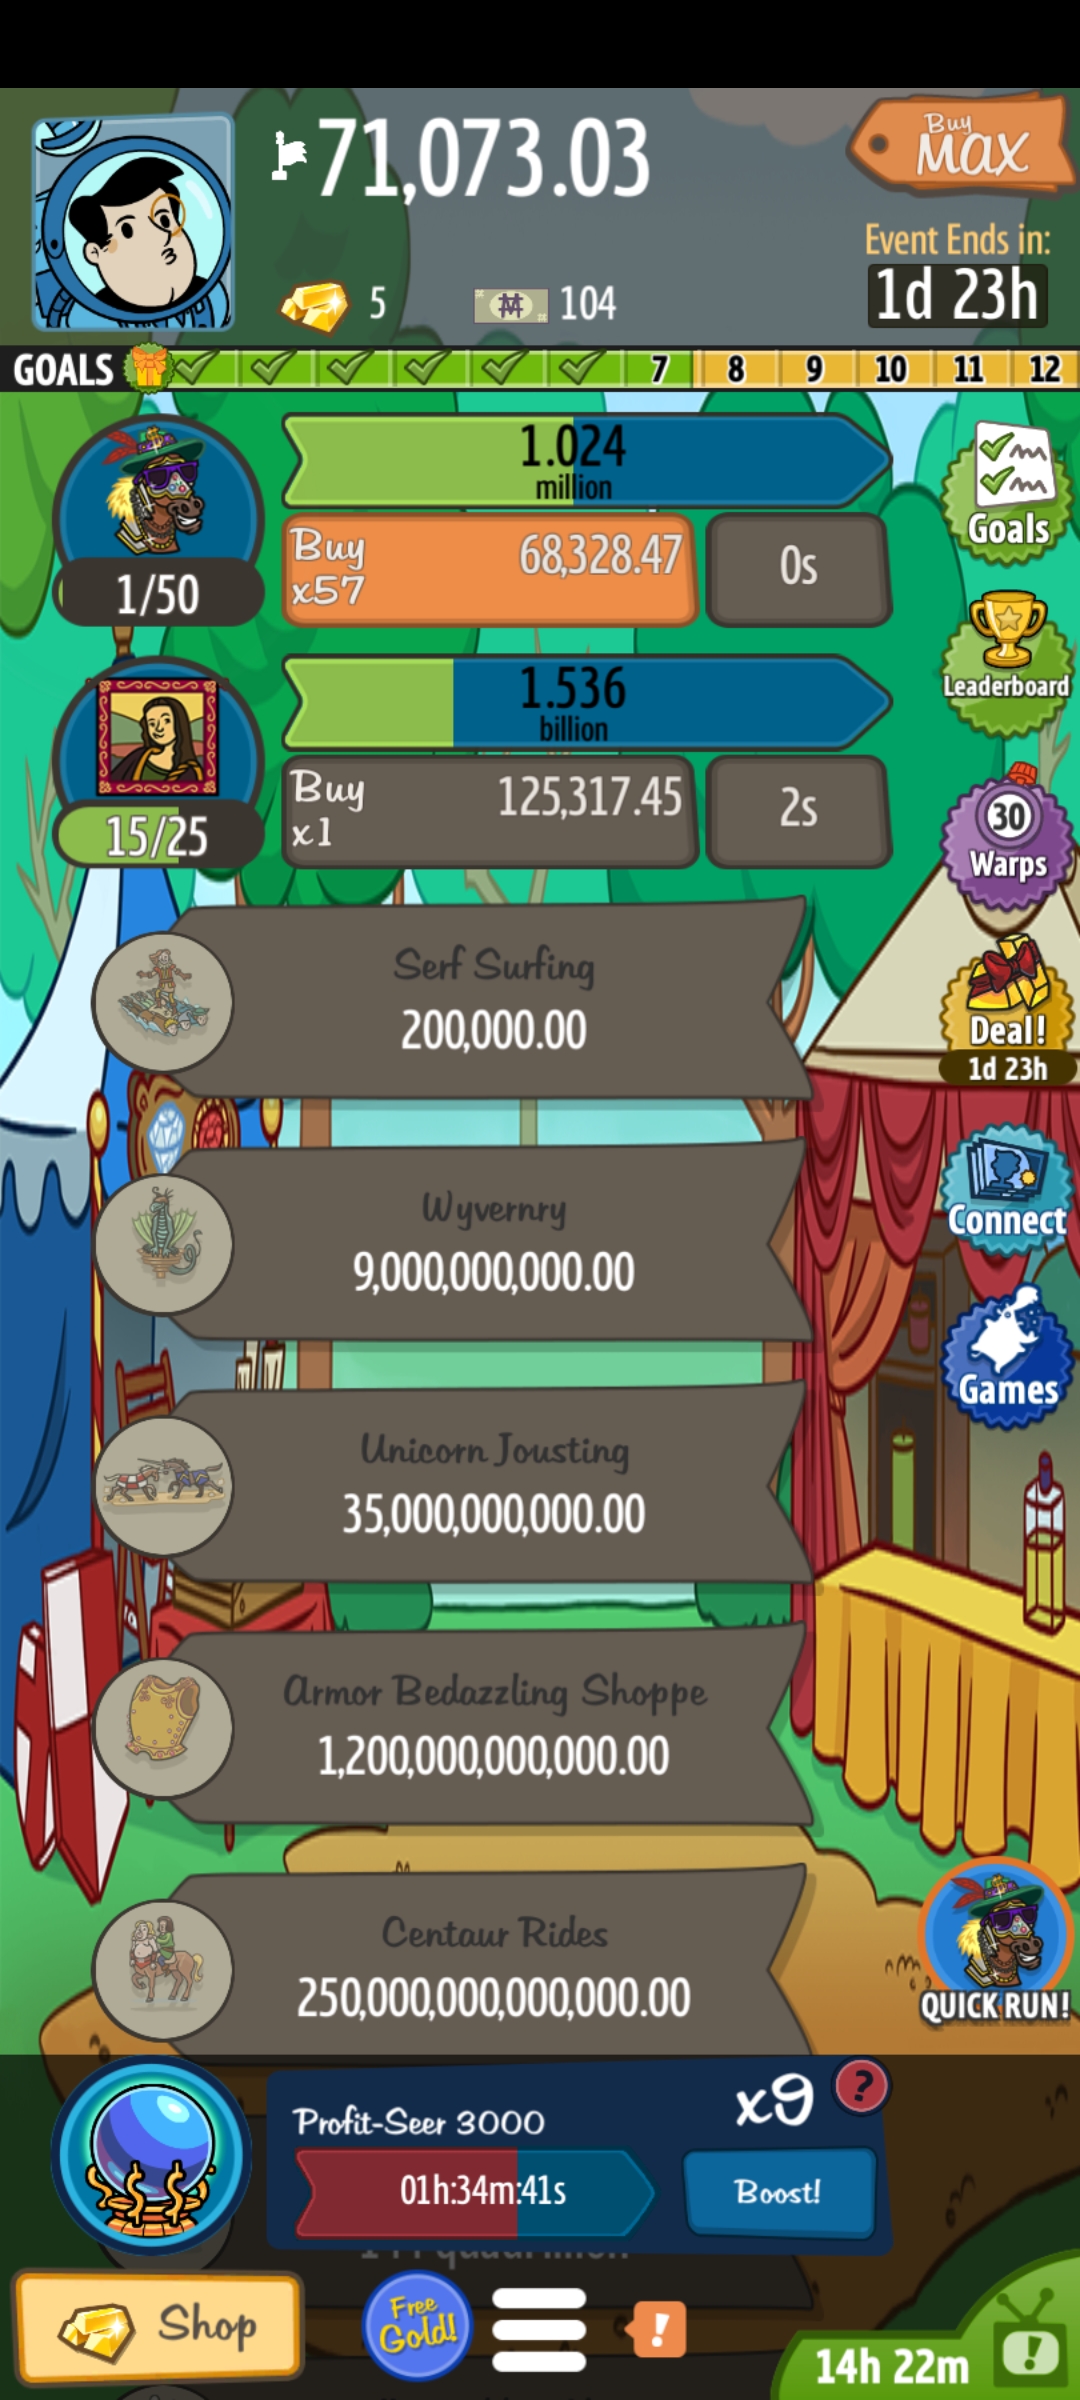 71,073.03
Buy
MAX
Event Ends in:
1d 23h
5
104
GOALS
7
8
9
10
11
12
1.024
million
Buy
x57
68,328.47
0s
1/50
Goals
1.536
billion
Buy
x1
125,317.45
2s
15/25
Leaderboard
30
Warps
Serf Surfing
200,000.00
Deal!
1d 23h
Wyvernry
9,000,000,000.00
Connect
Unicorn Jousting
35,000,000,000.00
Games
Armor Bedazzling Shoppe
1,200,000,000,000.00
Centaur Rides
250,000,000,000,000.00
QUICK RUN!
Profit-Seer 3000
x9
?
01h:34m:41s
Boost!
Shop
Free
Gold!
!
14h 22m
!